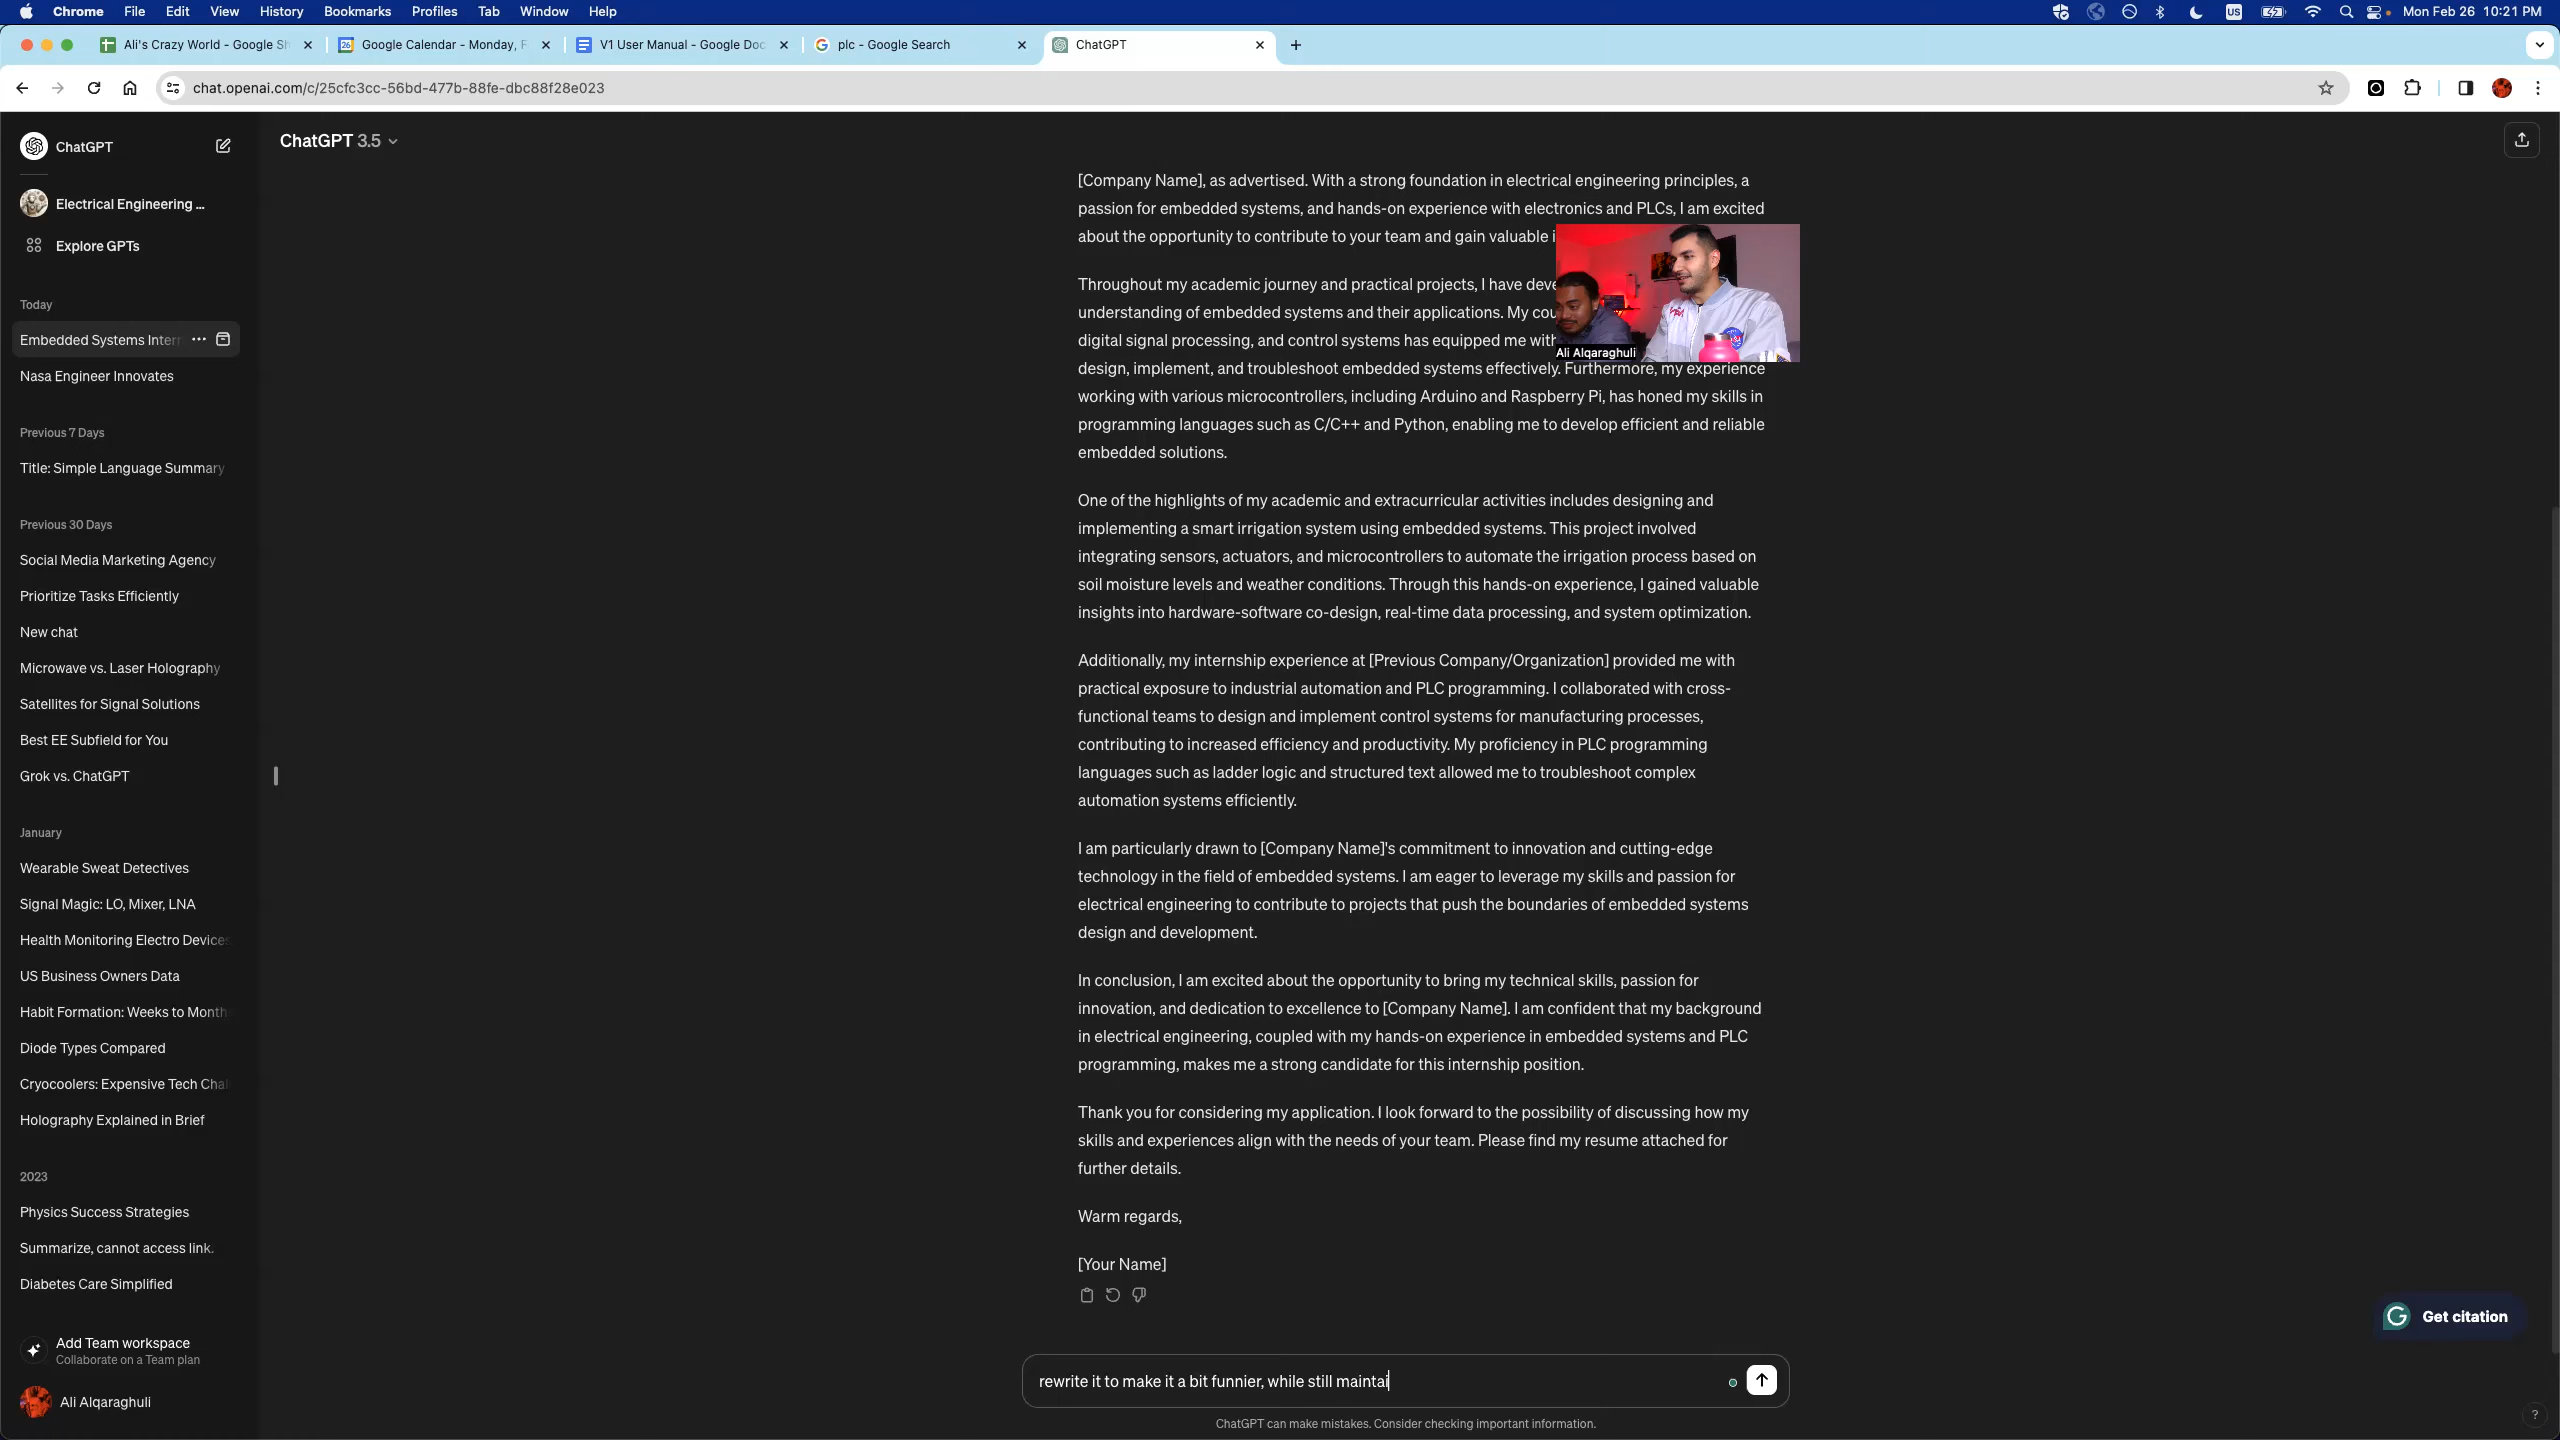 Chrome File Edit View History Bookmarks Profiles Tab Window Help
US
Mon Feb 26 10:21 PM
Ali's Crazy World - Google Sh
26
Google Calendar - Monday, F
V1 User Manual - Google Doc
plc - Google Search
ChatGPT
chat.openai.com/c/25cfc3cc-56bd-477b-88fe-dbc88f28e023
ChatGPT
Electrical Engineering ...
Explore GPTs
Today
Embedded Systems Intern
Nasa Engineer Innovates
Previous 7 Days
Title: Simple Language Summary
Previous 30 Days
Social Media Marketing Agency
Prioritize Tasks Efficiently
New chat
Microwave vs. Laser Holography
Satellites for Signal Solutions
Best EE Subfield for You
Grok vs. ChatGPT
January
Wearable Sweat Detectives
Signal Magic: LO, Mixer, LNA
Health Monitoring Electro Devices
US Business Owners Data
Habit Formation: Weeks to Month
Diode Types Compared
Cryocoolers: Expensive Tech Chal
Holography Explained in Brief
2023
Physics Success Strategies
Summarize, cannot access link.
Diabetes Care Simplified
Add Team workspace
Collaborate on a Team plan
Ali Alqaraghuli
ChatGPT 3.5
[Company Name], as advertised. With a strong foundation in electrical engineering principles, a
passion for embedded systems, and hands-on experience with electronics and PLCs, I am excited
about the opportunity to contribute to your team and gain valuable i
Throughout my academic journey and practical projects, I have deve
understanding of embedded systems and their applications. My cou
digital signal processing, and control systems has equipped me with
Ali Alqaraghuli
design, implement, and troubleshoot embedded systems effectively. Furthermore, my experience
working with various microcontrollers, including Arduino and Raspberry Pi, has honed my skills in
programming languages such as C/C++ and Python, enabling me to develop efficient and reliable
embedded solutions.
One of the highlights of my academic and extracurricular activities includes designing and
implementing a smart irrigation system using embedded systems. This project involved
integrating sensors, actuators, and microcontrollers to automate the irrigation process based on
soil moisture levels and weather conditions. Through this hands-on experience, I gained valuable
insights into hardware-software co-design, real-time data processing, and system optimization.
Additionally, my internship experience at [Previous Company/Organization] provided me with
practical exposure to industrial automation and PLC programming. I collaborated with cross-
functional teams to design and implement control systems for manufacturing processes,
contributing to increased efficiency and productivity. My proficiency in PLC programming
languages such as ladder logic and structured text allowed me to troubleshoot complex
automation systems efficiently.
I am particularly drawn to [Company Name]'s commitment to innovation and cutting-edge
technology in the field of embedded systems. I am eager to leverage my skills and passion for
electrical engineering to contribute to projects that push the boundaries of embedded systems
design and development.
In conclusion, I am excited about the opportunity to bring my technical skills, passion for
innovation, and dedication to excellence to [Company Name]. I am confident that my background
in electrical engineering, coupled with my hands-on experience in embedded systems and PLC
programming, makes me a strong candidate for this internship position.
Thank you for considering my application. I look forward to the possibility of discussing how my
skills and experiences align with the needs of your team. Please find my resume attached for
further details.
Warm regards,
[Your Name]
Get citation
rewrite it to make it a bit funnier, while still maintai
ChatGPT can make mistakes. Consider checking important information.
?